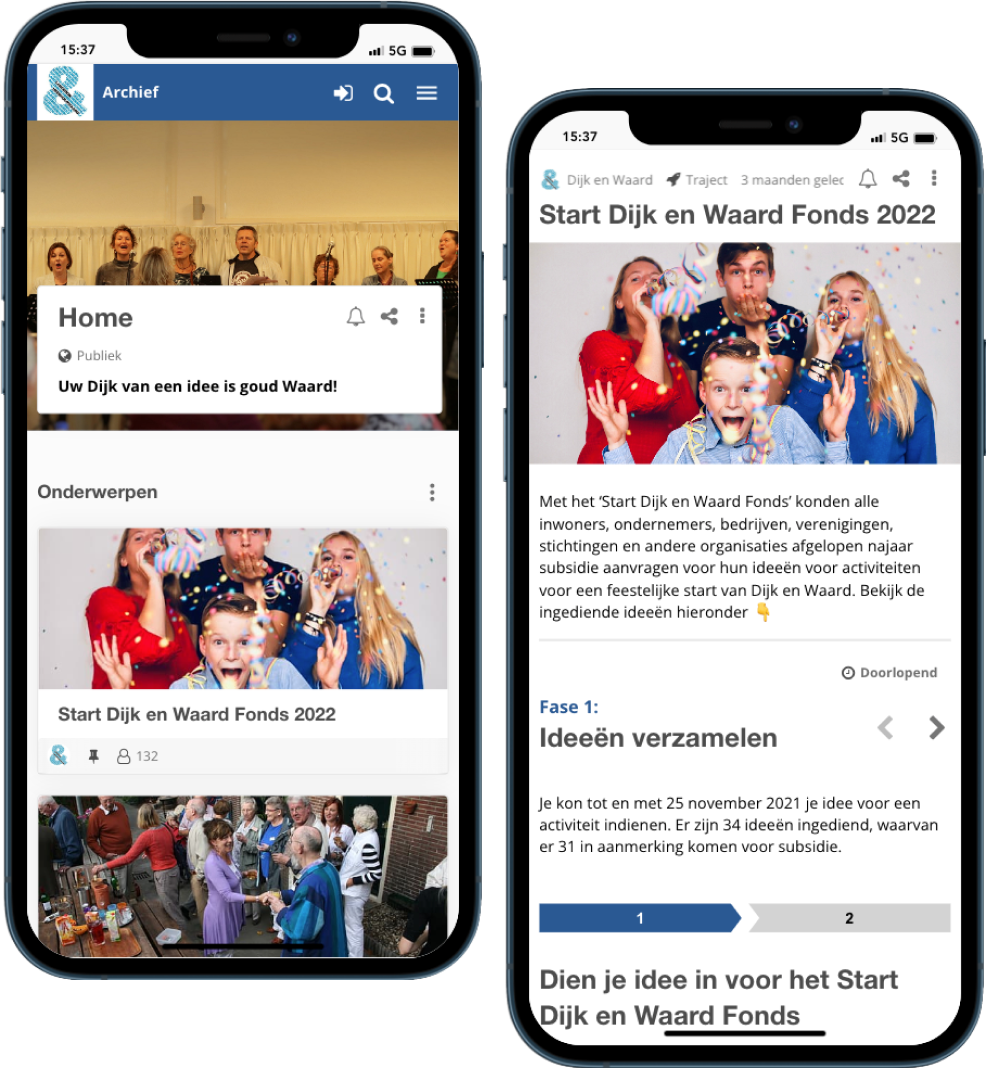 15:37
5G
&
Archief
Home
Publiek
Uw Dijk van een idee is goud Waard!
Onderwerpen
Start Dijk en Waard Fonds 2022
&
132
15:37
5G
& Dijk en Waard Traject 3 maanden gelec
Start Dijk en Waard Fonds 2022
Met het ‘Start Dijk en Waard Fonds’ konden alle
inwoners, ondernemers, bedrijven, verenigingen,
stichtingen en andere organisaties afgelopen najaar
subsidie aanvragen voor hun ideeën voor activiteiten
voor een feestelijke start van Dijk en Waard. Bekijk de
ingediende ideeën hieronder 👇
Doorlopend
Fase 1:
Ideeën verzamelen
Je kon tot en met 25 november 2021 je idee voor een
activiteit indienen. Er zijn 34 ideeën ingediend, waarvan
er 31 in aanmerking komen voor subsidie.
1
2
Dien je idee in voor het Start
Dijk en Waard Fonds